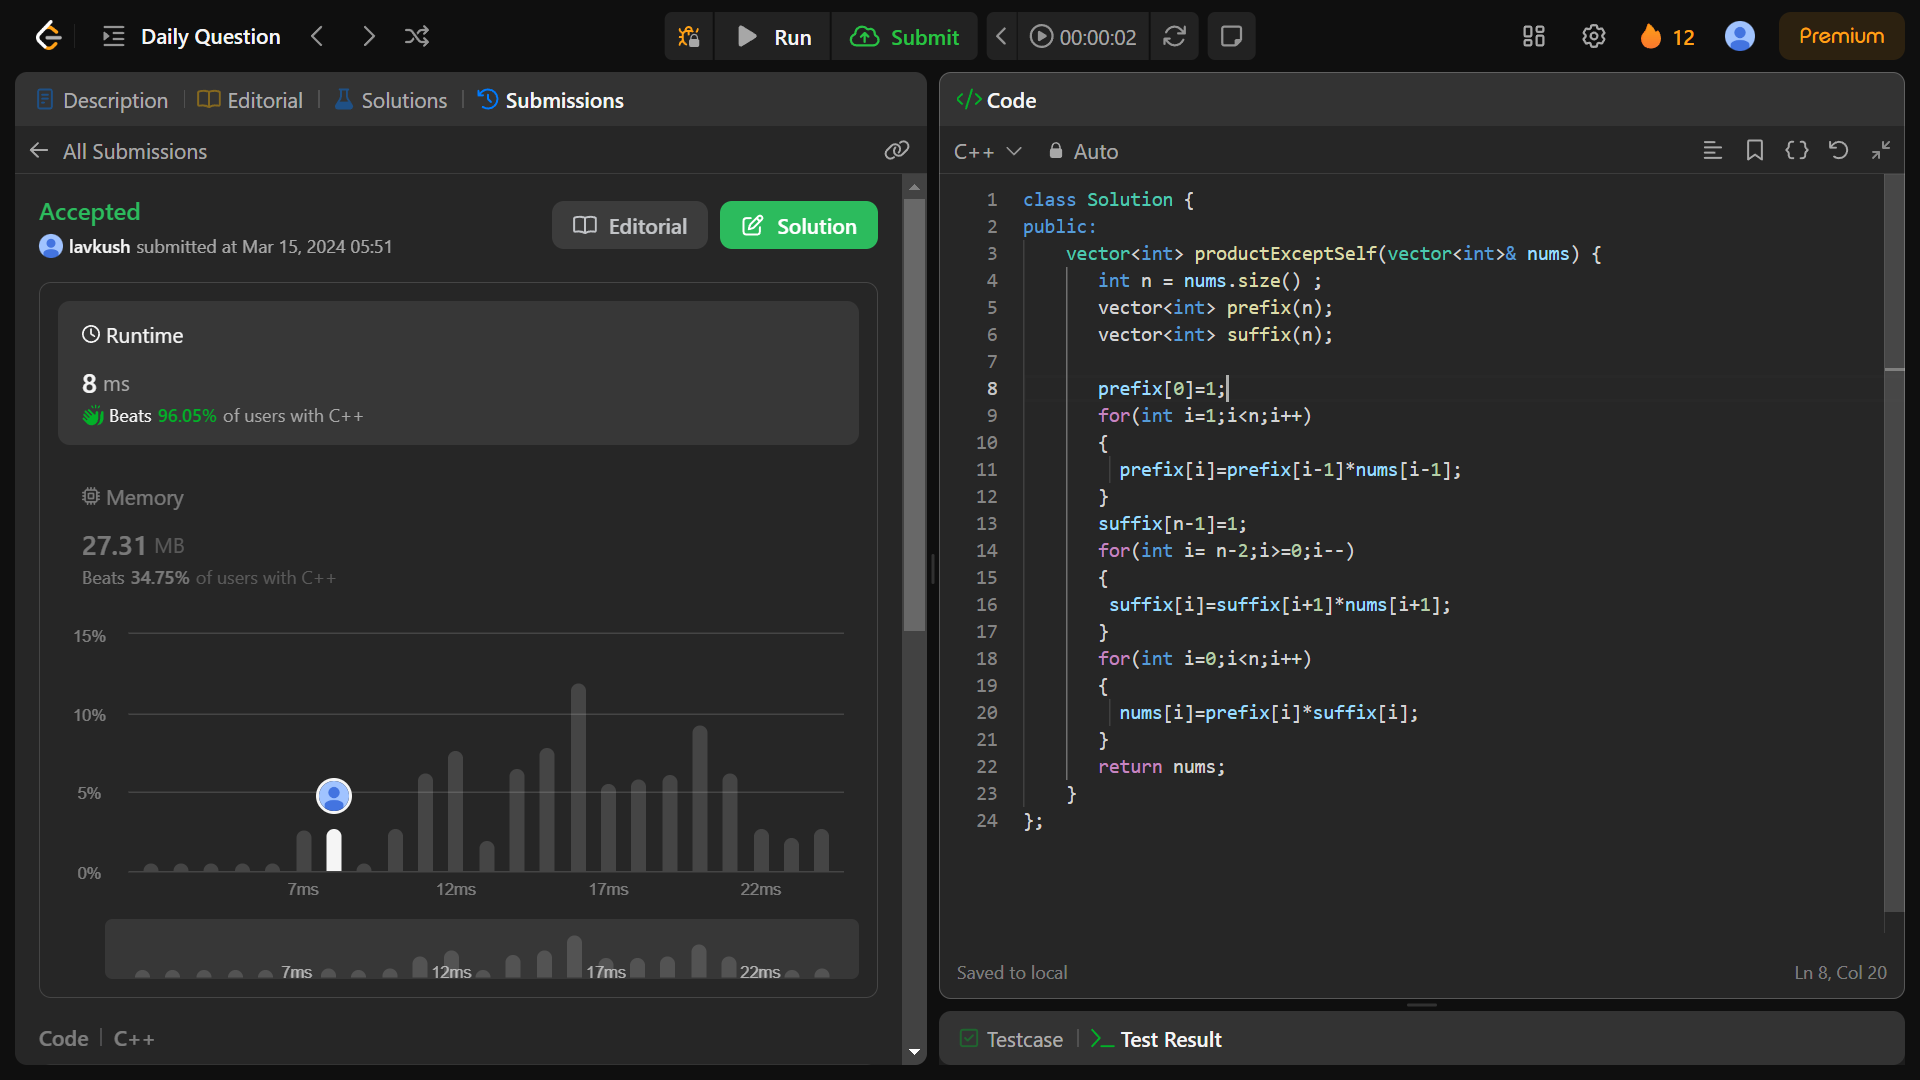 Daily Question
Run
Submit
00:00:02
12
Premium
Description
Editorial
Solutions
Submissions
All Submissions
Accepted
lavkush submitted at Mar 15, 2024 05:51
Editorial
Solution
Runtime
8 ms
Beats 96.05% of users with C++
Memory
27.31 MB
Beats 34.75% of users with C++
15%
10%
5%
0%
7ms 12ms 17ms 22ms
7ms 12ms 17ms 22ms
Code | C++
</> Code
C++
Auto
1 class Solution {
2 public:
3 vector<int> productExceptSelf(vector<int>& nums) {
4 int n = nums.size() ;
5 vector<int> prefix(n);
6 vector<int> suffix(n);
7
8 prefix[0]=1;
9 for(int i=1;i<n;i++)
10 {
11 prefix[i]=prefix[i-1]*nums[i-1];
12 }
13 suffix[n-1]=1;
14 for(int i= n-2;i>=0;i--)
15 {
16 suffix[i]=suffix[i+1]*nums[i+1];
17 }
18 for(int i=0;i<n;i++)
19 {
20 nums[i]=prefix[i]*suffix[i];
21 }
22 return nums;
23 }
24 };
Saved to local
Ln 8, Col 20
Testcase
Test Result